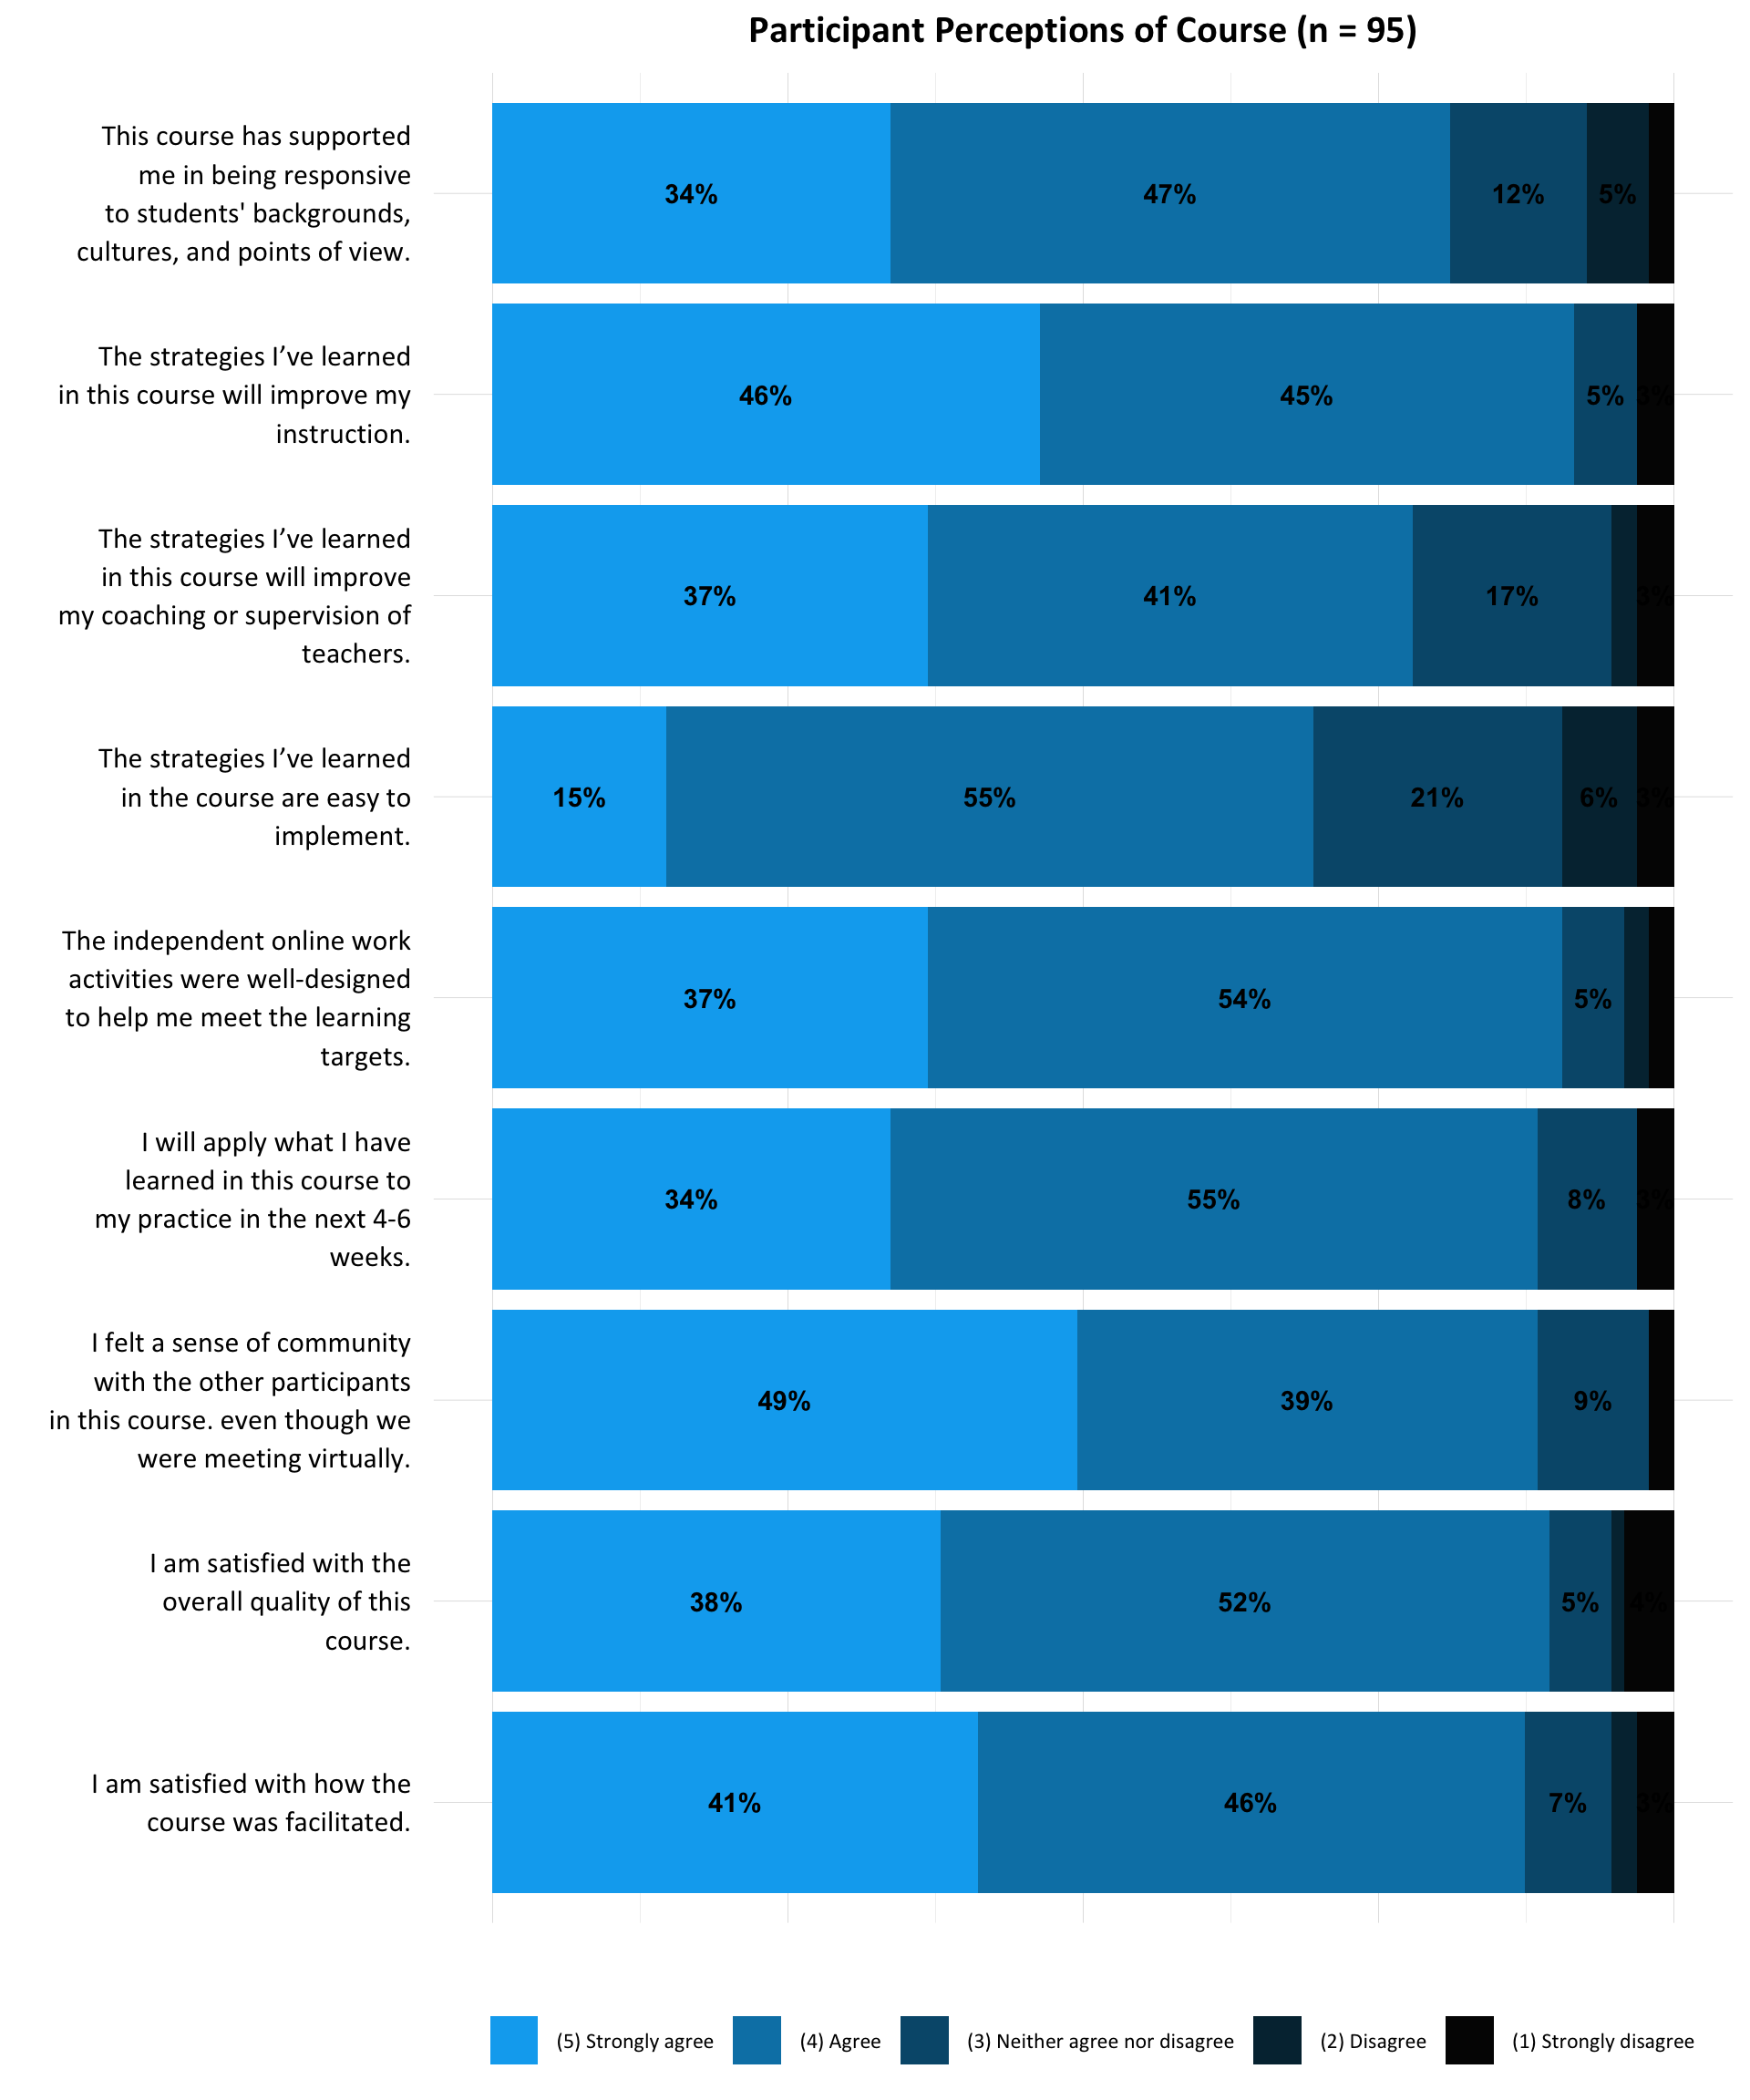 Participant Perceptions of Course (n = 95)
This course has supported
me in being responsive
to students' backgrounds,
cultures, and points of view.
34% 47% 12% 5%
The strategies I’ve learned
in this course will improve my
instruction.
46% 45% 5% 3%
The strategies I’ve learned
in this course will improve
my coaching or supervision of
teachers.
37% 41% 17% 3%
The strategies I’ve learned
in the course are easy to
implement.
15% 55% 21% 6% 3%
The independent online work
activities were well-designed
to help me meet the learning
targets.
37% 54% 5%
I will apply what I have
learned in this course to
my practice in the next 4-6
weeks.
34% 55% 8% 3%
I felt a sense of community
with the other participants
in this course. even though we
were meeting virtually.
49% 39% 9%
I am satisfied with the
overall quality of this
course.
38% 52% 5% 4%
I am satisfied with how the
course was facilitated.
41% 46% 7% 3%
(5) Strongly agree (4) Agree (3) Neither agree nor disagree (2) Disagree (1) Strongly disagree